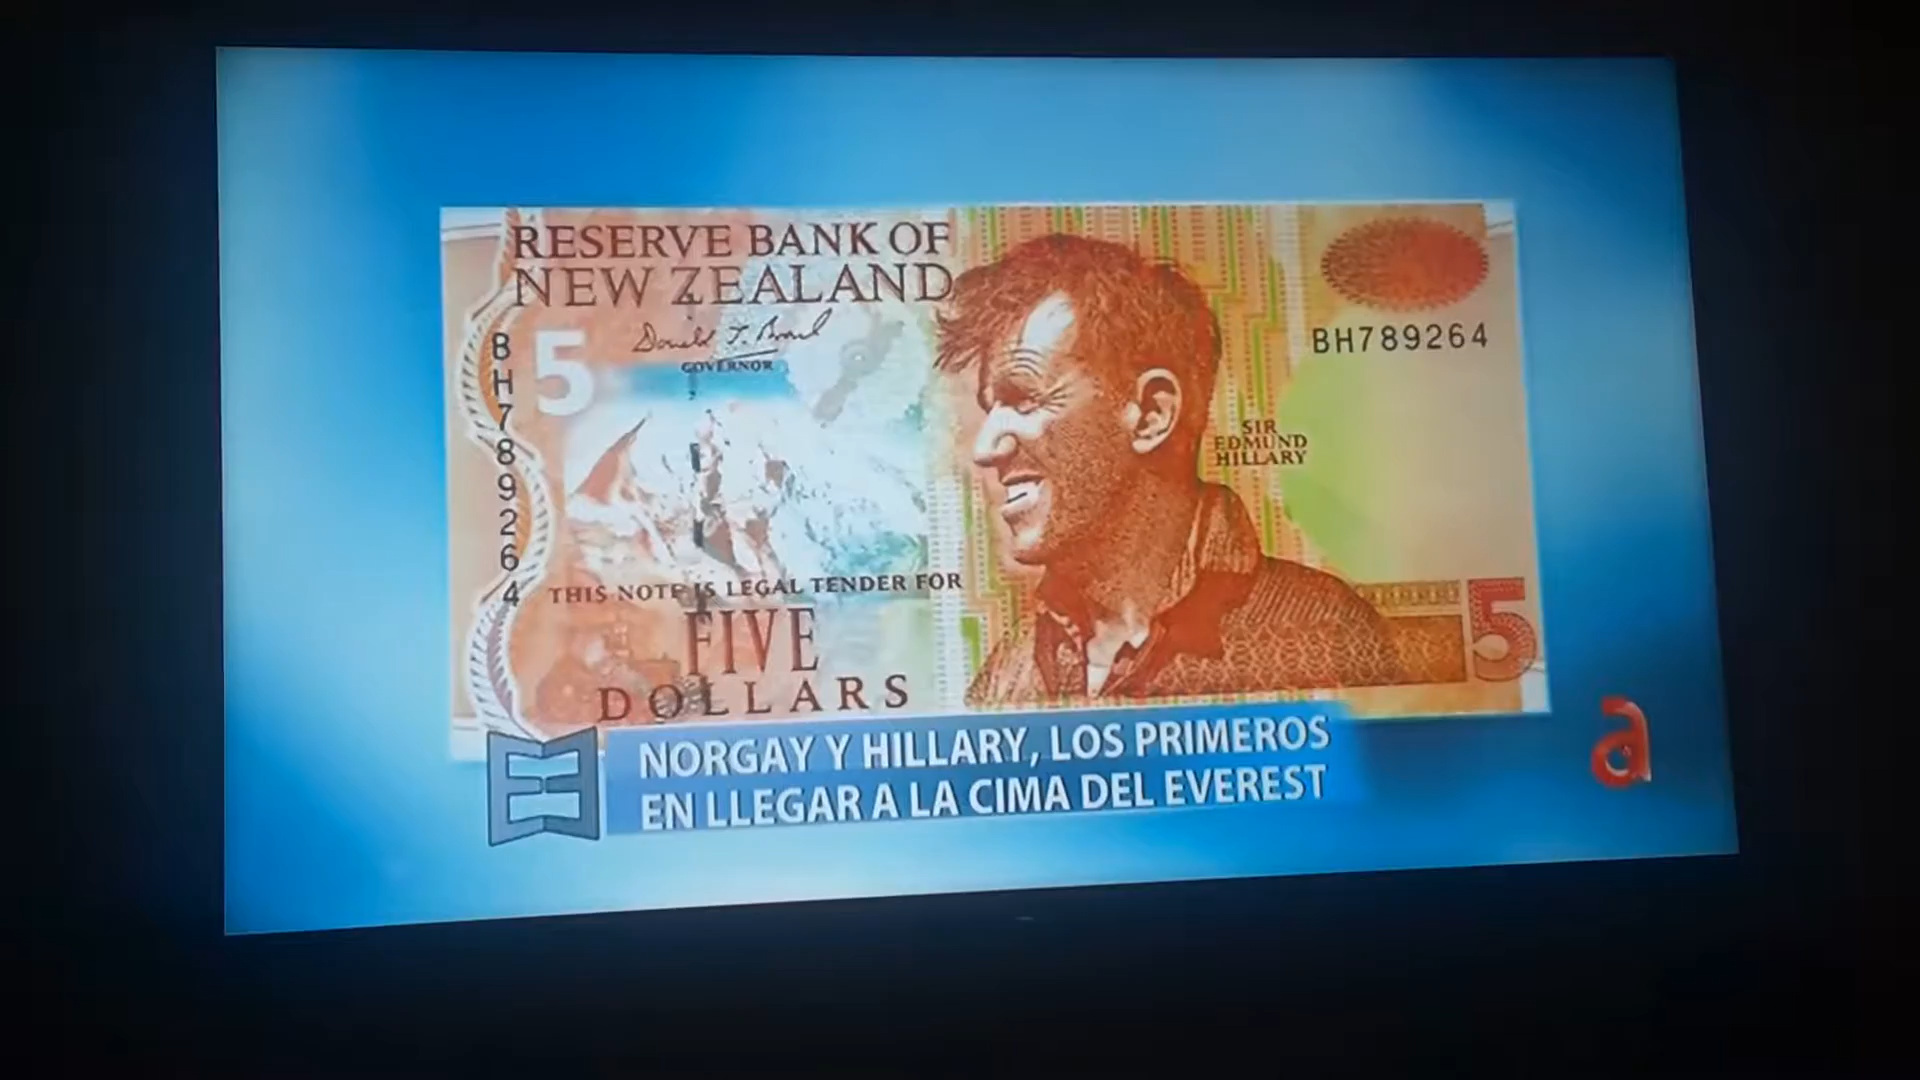 RESERVE BANK OF
NEW ZEALAND
5
GOVERNOR
BH789264
BH789264
SIR
EDMUND
HILLARY
THIS NOTE IS LEGAL TENDER FOR
FIVE
DOLLARS
5
NORGAY Y HILLARY, LOS PRIMEROS
EN LLEGAR A LA CIMA DEL EVEREST
a